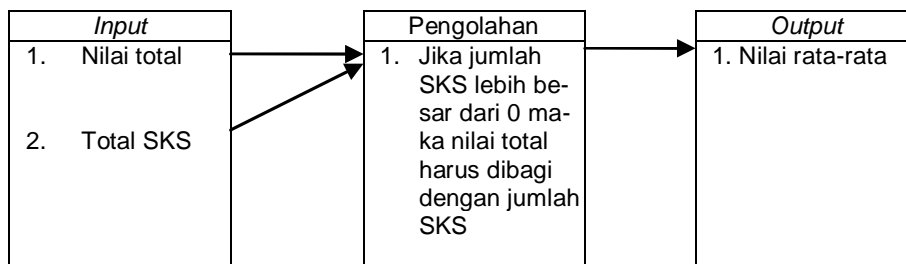 Input
1. Nilai total
2. Total SKS
Pengolahan
1. Jika jumlah
SKS lebih be-
sar dari 0 ma-
ka nilai total
harus dibagi
dengan jumlah
SKS
Output
1. Nilai rata-rata